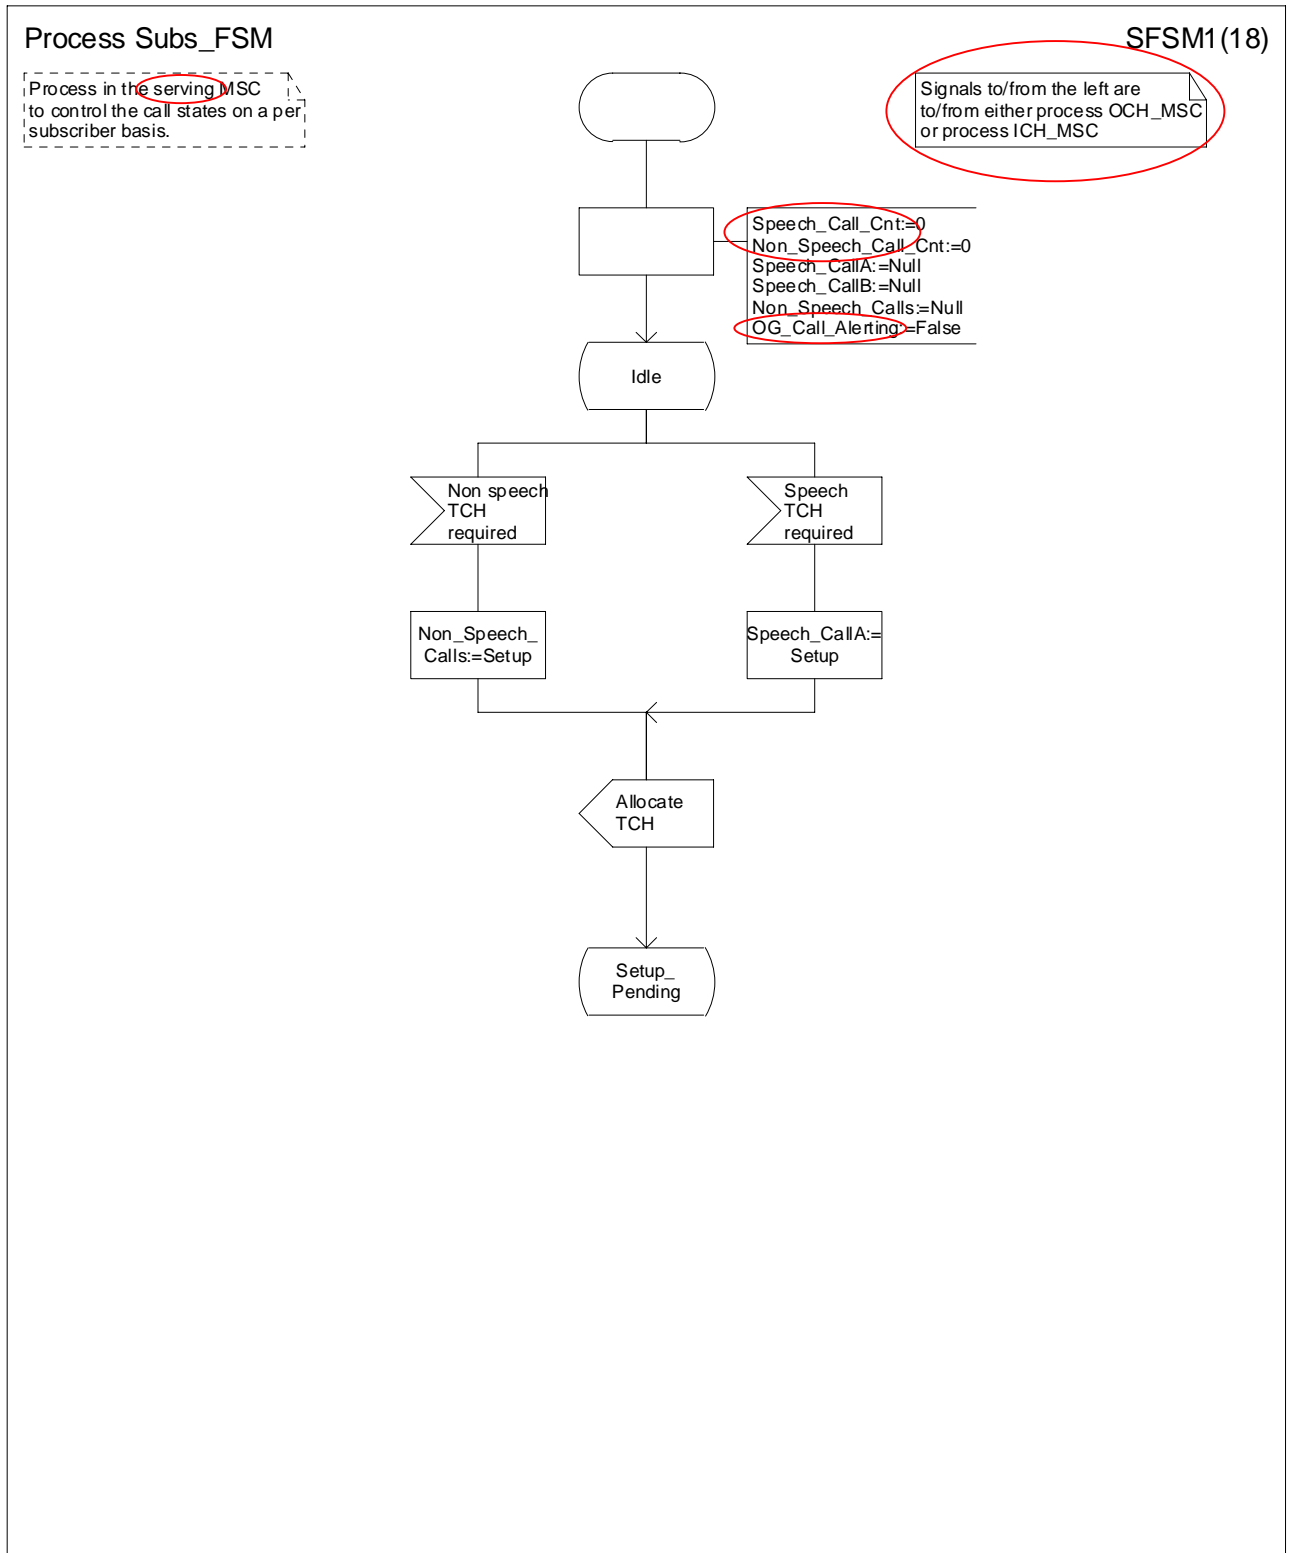 Process Subs_FSM
SFSM1(18)
Process in the serving MSC
to control the call states on a per
subscriber basis.
Signals to/from the left are
to/from either process OCH_MSC
or process ICH_MSC
Speech_Call_Cnt:=0
Non_Speech_Call_Cnt:=0
Speech_CallA:=Null
Speech_CallB:=Null
Non_Speech_Calls:=Null
OG_Call_Alerting:=False
Idle
Non speech
TCH
required
Speech
TCH
required
Non_Speech_
Calls:=Setup
Speech_CallA:=
Setup
Allocate
TCH
Setup_
Pending